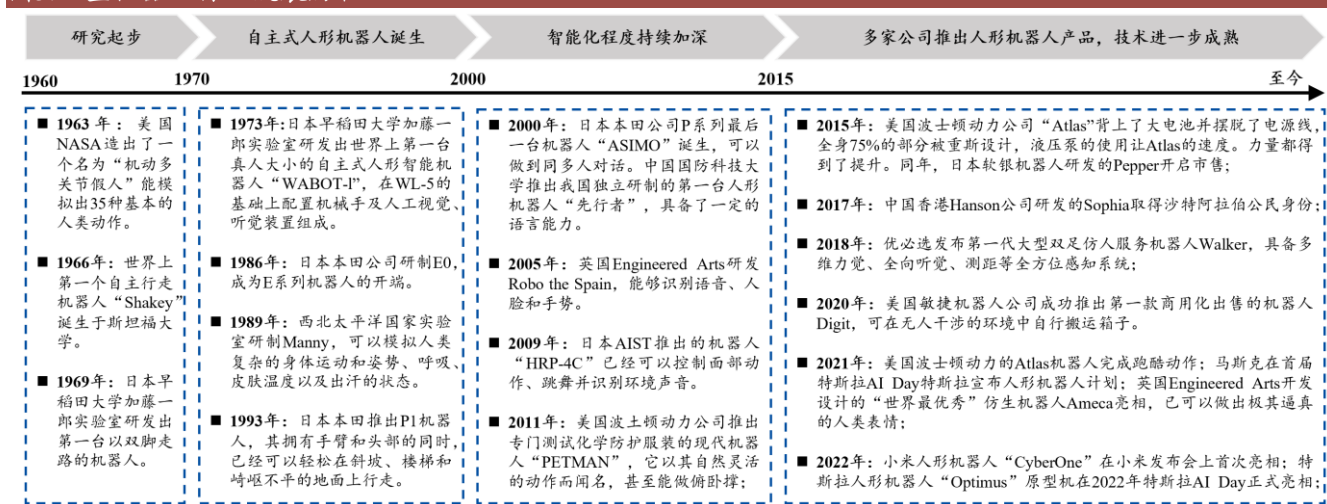 研究起步
自主式人形机器人诞生
智能化程度持续加深
多家公司推出人形机器人产品，技术进一步成熟
1960
1970
2000
2015
至今
■ 1963年：美国
NASA造出了一
个名为“机动多
关节假人”能模
拟出35种基本的
人类动作。
■ 1966年：世界上
第一个自主行走
机器人“Shakey”
诞生于斯坦福大
学。
■ 1969年：日本早
稻田大学加藤一
郎实验室研发出
第一台以双脚走
路的机器人。
■ 1973年:日本早稻田大学加藤一
郎实验室研发出世界上第一台
真人大小的自主式人形智能机
器人“WABOT-l”，在WL-5的
基础上配置机械手及人工视觉、
听觉装置组成。
■ 1986年：日本本田公司研制E0，
成为E系列机器人的开端。
■ 1989年：西北太平洋国家实验
室研制Manny，可以模拟人类
复杂的身体运动和姿势、呼吸、
皮肤温度以及出汗的状态。
■ 1993年：日本本田推出P1机器
人，其拥有手臂和头部的同时，
已经可以轻松在斜坡、楼梯和
崎岖不平的地面上行走。
■ 2000年：日本本田公司P系列最后
一台机器人“ASIMO”诞生，可以
做到同多人对话。中国国防科技大
学推出我国独立研制的第一台人形
机器人“先行者”，具备了一定的
语言能力。
■ 2005年：英国Engineered Arts研发
Robo the Spain，能够识别语音、人
脸和手势。
■ 2009年：日本AIST推出的机器人
“HRP-4C”已经可以控制面部动
作、跳舞并识别环境声音。
■ 2011年：美国波士顿动力公司推出
专门测试化学防护服装的现代机器
人“PETMAN”，它以其自然灵活
的动作而闻名，甚至能做俯卧撑；
■ 2015年：美国波士顿动力公司“Atlas”背上了大电池并摆脱了电源线，
全身75%的部分被重新设计，液压泵的使用让Atlas的速度。力量都得
到了提升。同年，日本软银机器人研发的Pepper开启市售；
■ 2017年：中国香港Hanson公司研发的Sophia取得沙特阿拉伯公民身份；
■ 2018年：优必选发布第一代大型双足仿人服务机器人Walker，具备多
维力觉、全向听觉、测距等全方位感知系统；
■ 2020年：美国敏捷机器人公司成功推出第一款商用化出售的机器人
Digit，可在无人干涉的环境中自行搬运箱子。
■ 2021年：美国波士顿动力的Atlas机器人完成跑酷动作；马斯克在首届
特斯拉AI Day特斯拉宣布人形机器人计划；英国Engineered Arts开发
设计的“世界最优秀”仿生机器人Ameca亮相，已可以做出极其逼真
的人类表情；
■ 2022年：小米人形机器人“CyberOne”在小米发布会上首次亮相；特
斯拉人形机器人“Optimus”原型机在2022年特斯拉AI Day正式亮相；